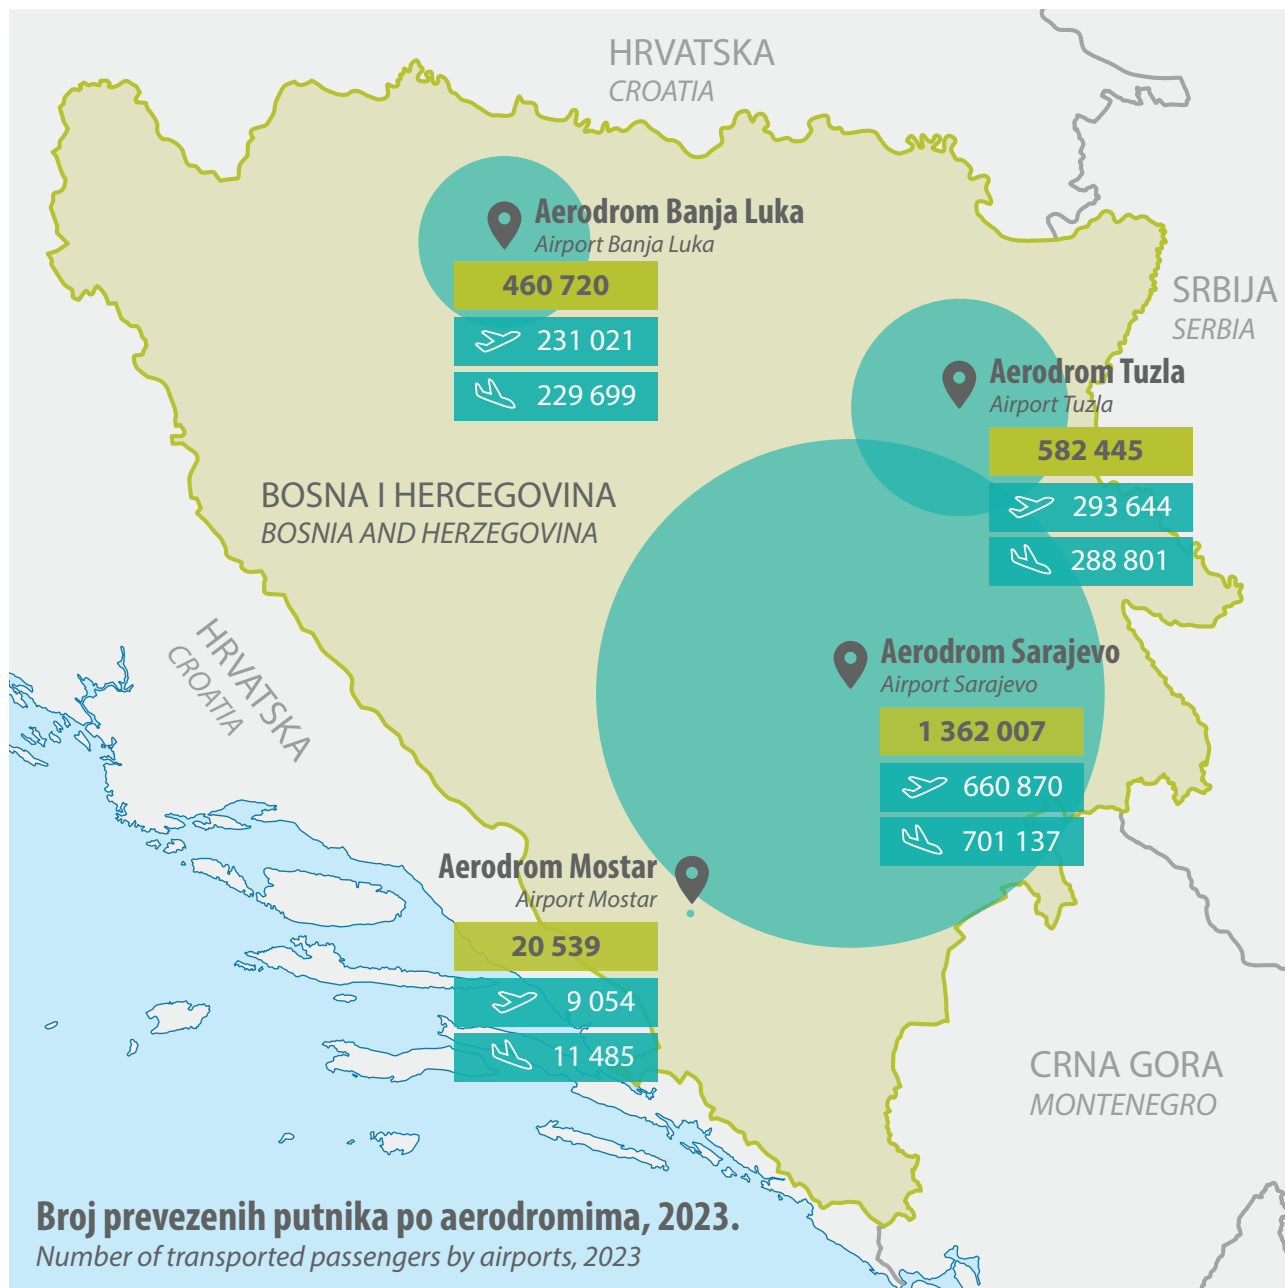 HRVATSKA
CROATIA
Aerodrom Banja Luka
Airport Banja Luka
460 720
231 021
229 699
SRBIJA
SERBIA
Aerodrom Tuzla
Airport Tuzla
582 445
293 644
288 801
BOSNA I HERCEGOVINA
BOSNIA AND HERZEGOVINA
HRVATSKA
CROATIA
Aerodrom Sarajevo
Airport Sarajevo
1 362 007
660 870
701 137
Aerodrom Mostar
Airport Mostar
20 539
9 054
11 485
CRNA GORA
MONTENEGRO
Broj prevezenih putnika po aerodromima, 2023.
Number of transported passengers by airports, 2023